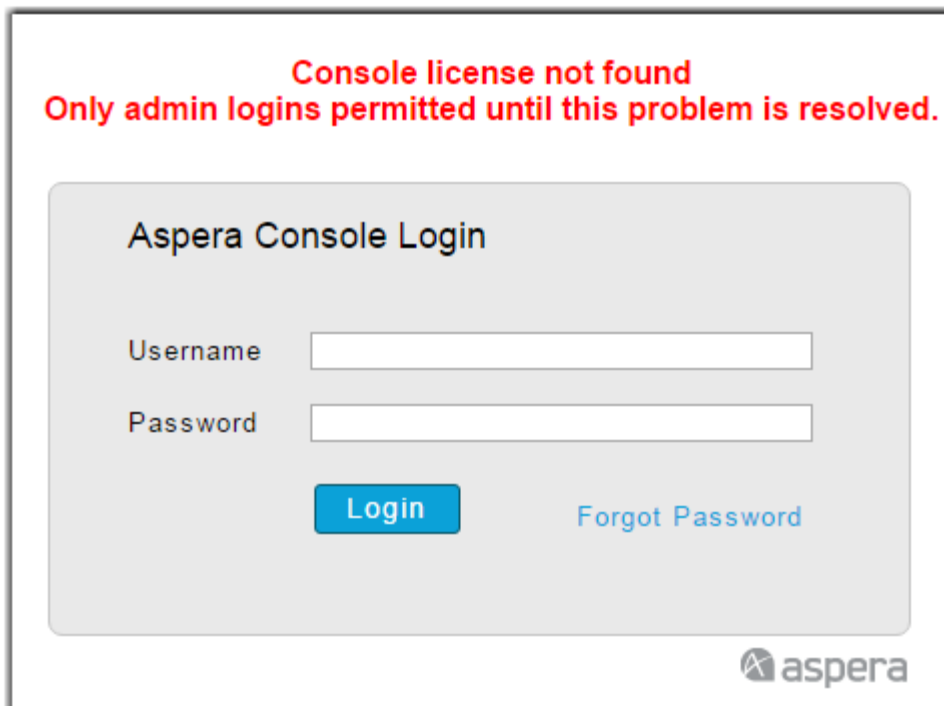 Console license not found
Only admin logins permitted until this problem is resolved.
Aspera Console Login
Username
Password
Login
Forgot Password
aspera